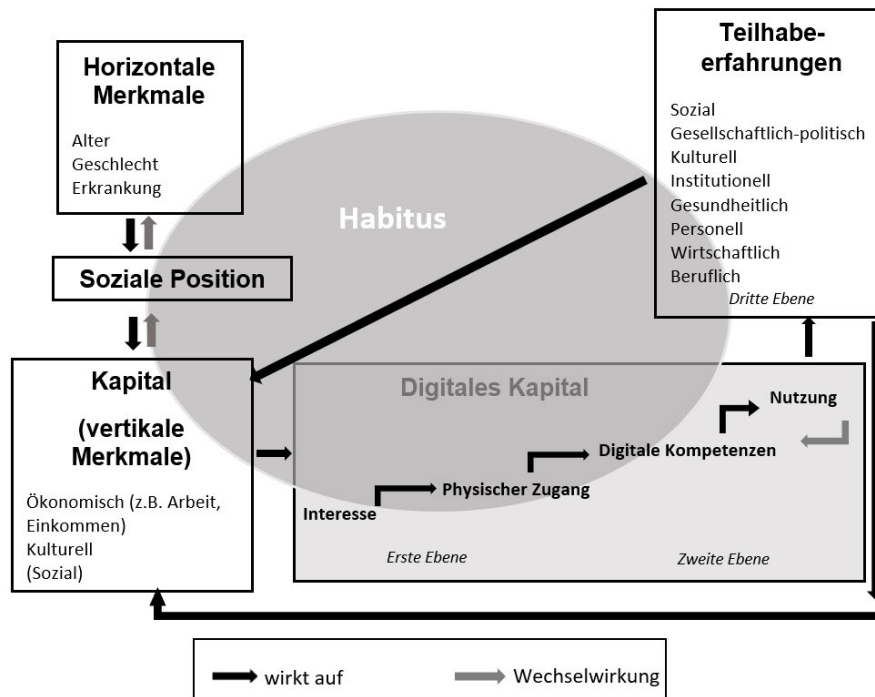 Horizontale
Merkmale
Alter
Geschlecht
Erkrankung
Teilhabe-
erfahrungen
Sozial
Gesellschaftlich-politisch
Kulturell
Institutionell
Gesundheitlich
Personell
Wirtschaftlich
Beruflich
Dritte Ebene
Habitus
Soziale Position
Kapital
(vertikale
Merkmale)
Ökonomisch (z.B. Arbeit,
Einkommen)
Kulturell
(Sozial)
Digitales Kapital
Nutzung
Digitale Kompetenzen
Physischer Zugang
Interesse
Erste Ebene
Zweite Ebene
wirkt auf
Wechselwirkung